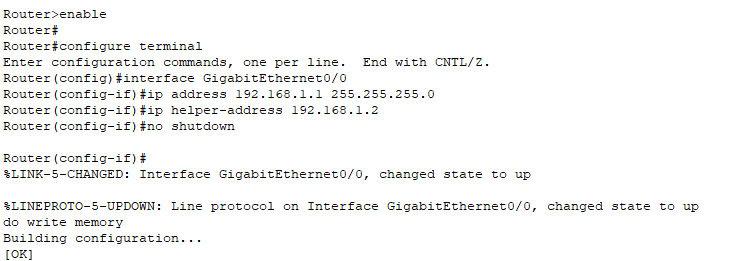 Router>enable
Router#
Router#configure terminal
Enter configuration commands, one per line.  End with CNTL/Z.
Router(config)#interface GigabitEthernet0/0
Router(config-if)#ip address 192.168.1.1 255.255.255.0
Router(config-if)#ip helper-address 192.168.1.2
Router(config-if)#no shutdown

Router(config-if)#
%LINK-5-CHANGED: Interface GigabitEthernet0/0, changed state to up

%LINEPROTO-5-UPDOWN: Line protocol on Interface GigabitEthernet0/0, changed state to up
do write memory
Building configuration...
[OK]